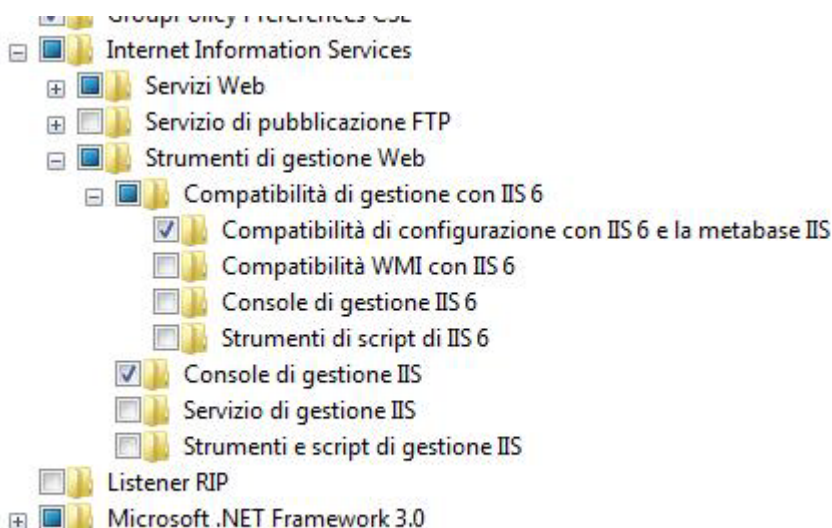 GroupPolicy Preferences CSE
Internet Information Services
Servizi Web
Servizio di pubblicazione FTP
Strumenti di gestione Web
Compatibilità di gestione con IIS 6
Compatibilità di configurazione con IIS 6 e la metabase IIS
Compatibilità WMI con IIS 6
Console di gestione IIS 6
Strumenti di script di IIS 6
Console di gestione IIS
Servizio di gestione IIS
Strumenti e script di gestione IIS
Listener RIP
Microsoft .NET Framework 3.0